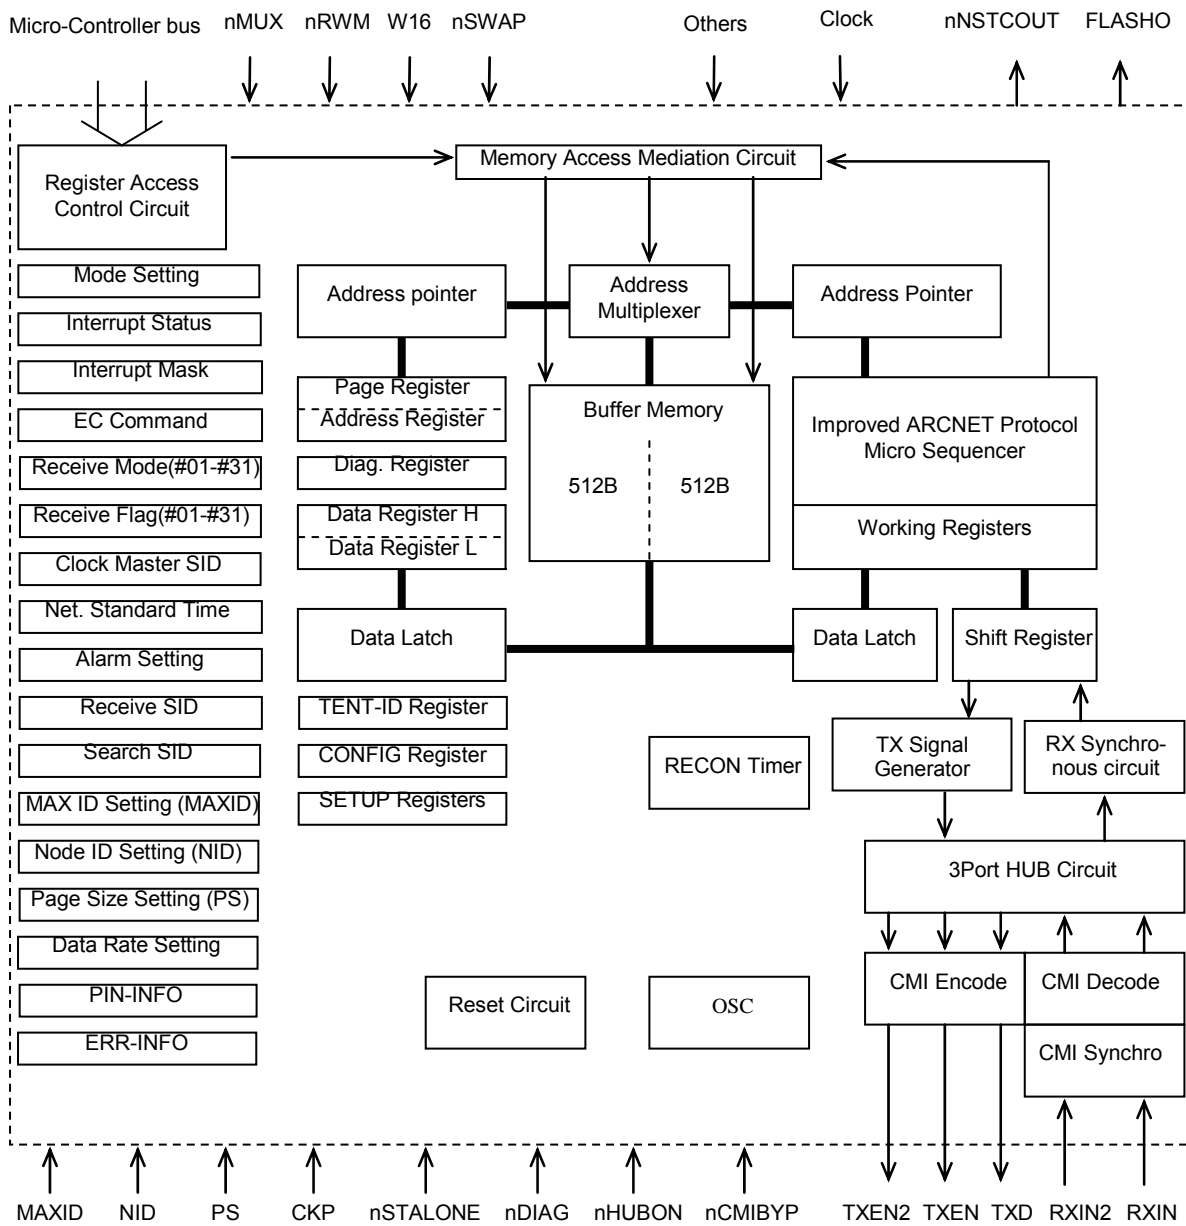 Micro-Controller bus nMUX nRWM W16 nSWAP Others Clock nNSTCOUT FLASHO
Register Access
Control Circuit
Memory Access Mediation Circuit
Mode Setting
Interrupt Status
Interrupt Mask
EC Command
Receive Mode(#01-#31)
Receive Flag(#01-#31)
Clock Master SID
Net. Standard Time
Alarm Setting
Receive SID
Search SID
MAX ID Setting (MAXID)
Node ID Setting (NID)
Page Size Setting (PS)
Data Rate Setting
PIN-INFO
ERR-INFO
Address pointer
Page Register
Address Register
Diag. Register
Data Register H
Data Register L
Data Latch
TENT-ID Register
CONFIG Register
SETUP Registers
Address
Multiplexer
Buffer Memory
512B 512B
Address Pointer
Improved ARCNET Protocol
Micro Sequencer
Working Registers
Data Latch
Shift Register
RECON Timer
TX Signal
Generator
RX Synchro-
nous circuit
3Port HUB Circuit
Reset Circuit
OSC
CMI Encode
CMI Decode
CMI Synchro
MAXID NID PS CKP nSTALONE nDIAG nHUBON nCMIBYP TXEN2 TXEN TXD RXIN2 RXIN